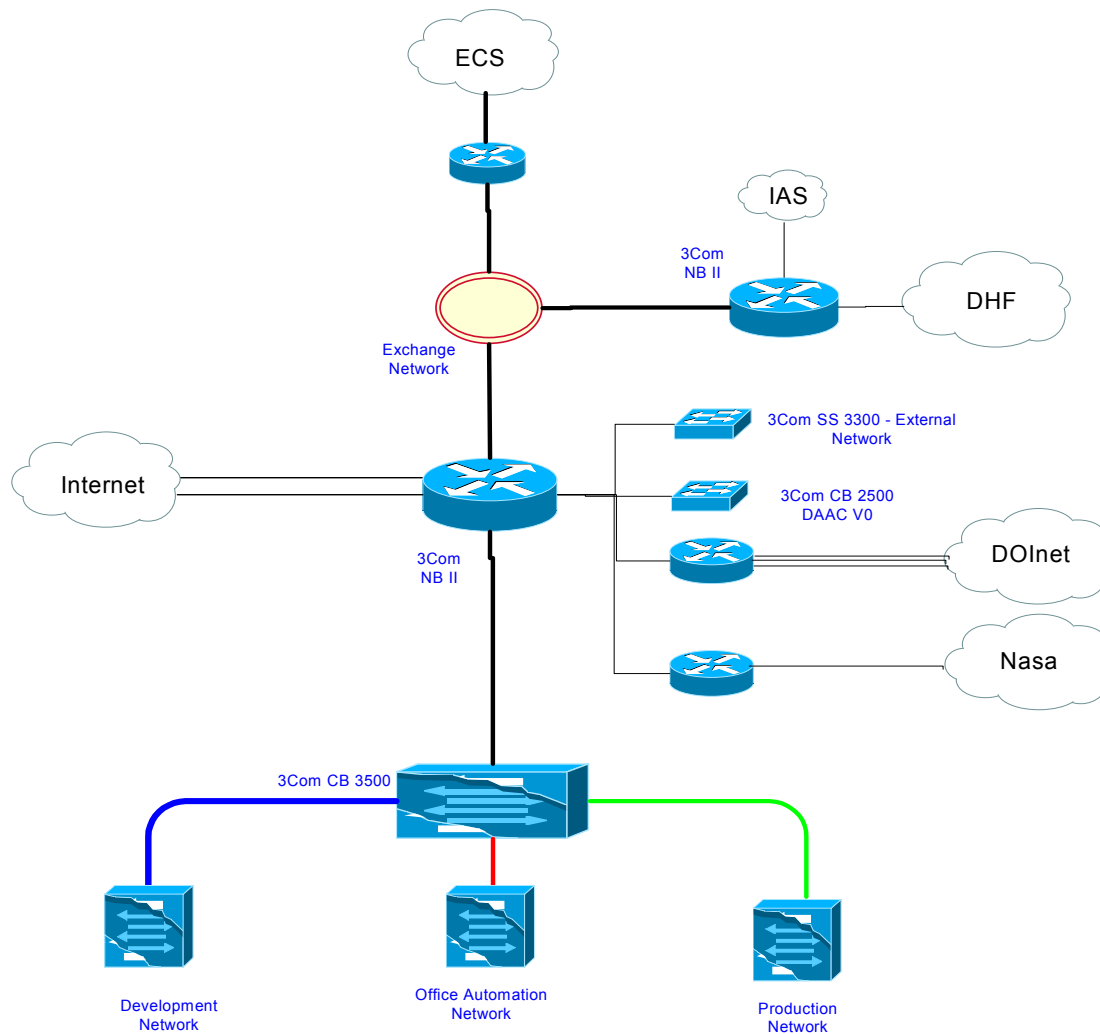 ECS
IAS
3Com
NB II
DHF
Exchange
Network
3Com SS 3300 - External
Network
Internet
3Com CB 2500
DAAC V0
DOInet
3Com
NB II
Nasa
3Com CB 3500
Development
Network
Office Automation
Network
Production
Network